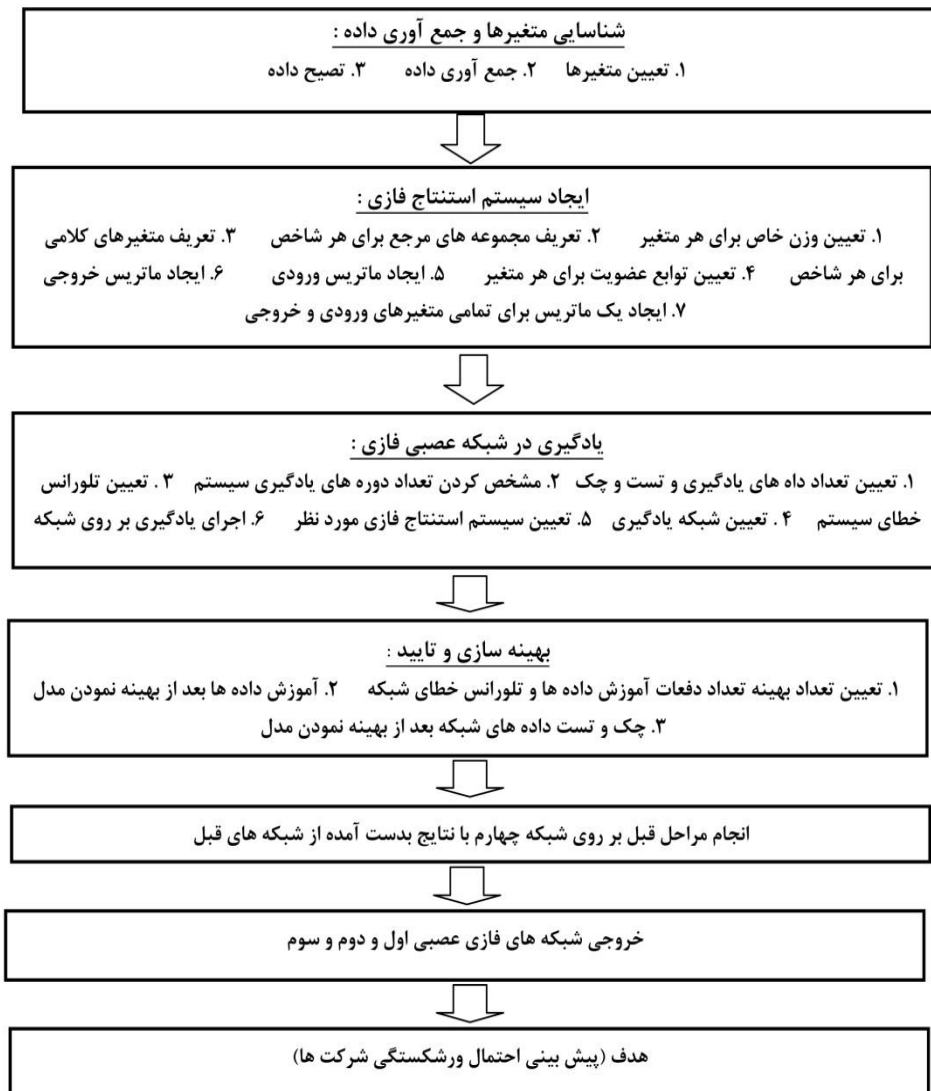 شناسایی متغیرها و جمع آوری داده :
۱. تعیین متغیرها ۲. جمع آوری داده ۳. تصیح داده
ایجاد سیستم استنتاج فازی :
۱. تعیین وزن خاص برای هر متغیر ۲. تعریف مجموعه های مرجع برای هر شاخص ۳. تعریف متغیرهای کلامی
برای هر شاخص ۴. تعیین توابع عضویت برای هر متغیر ۵. ایجاد ماتریس ورودی ۶. ایجاد ماتریس خروجی
۷. ایجاد یک ماتریس برای تمامی متغیرهای ورودی و خروجی
یادگیری در شبکه عصبی فازی :
۱. تعیین تعداد داه های یادگیری و تست و چک ۲. مشخص کردن تعداد دوره های یادگیری سیستم ۳ . تعیین تلورانس
خطای سیستم ۴ . تعیین شبکه یادگیری ۵. تعیین سیستم استنتاج فازی مورد نظر ۶. اجرای یادگیری بر روی شبکه
بهینه سازی و تایید :
۱. تعیین تعداد بهینه تعداد دفعات آموزش داده ها و تلورانس خطای شبکه ۲. آموزش داده ها بعد از بهینه نمودن مدل
۳. چک و تست داده های شبکه بعد از بهینه نمودن مدل
انجام مراحل قبل بر روی شبکه چهارم با نتایج بدست آمده از شبکه های قبل
خروجی شبکه های فازی عصبی اول و دوم و سوم
هدف (پیش بینی احتمال ورشکستگی شرکت ها)